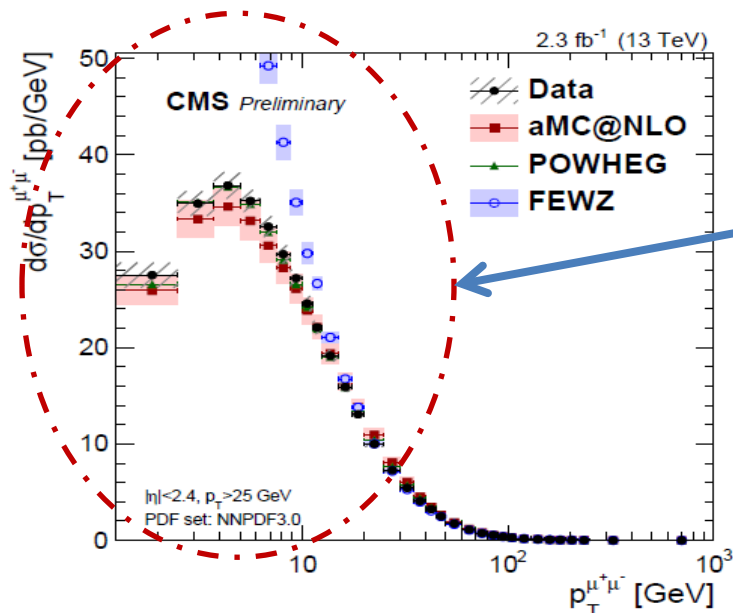 2.3 fb⁻¹ (13 TeV)
dσ/dp_T^{μ⁺μ⁻} [pb/GeV]
50
40
30
20
10
0
CMS Preliminary
Data
aMC@NLO
POWHEG
FEWZ
|η|<2.4, p_T>25 GeV
PDF set: NNPDF3.0
10
10²
10³
p_T^{μ⁺μ⁻} [GeV]